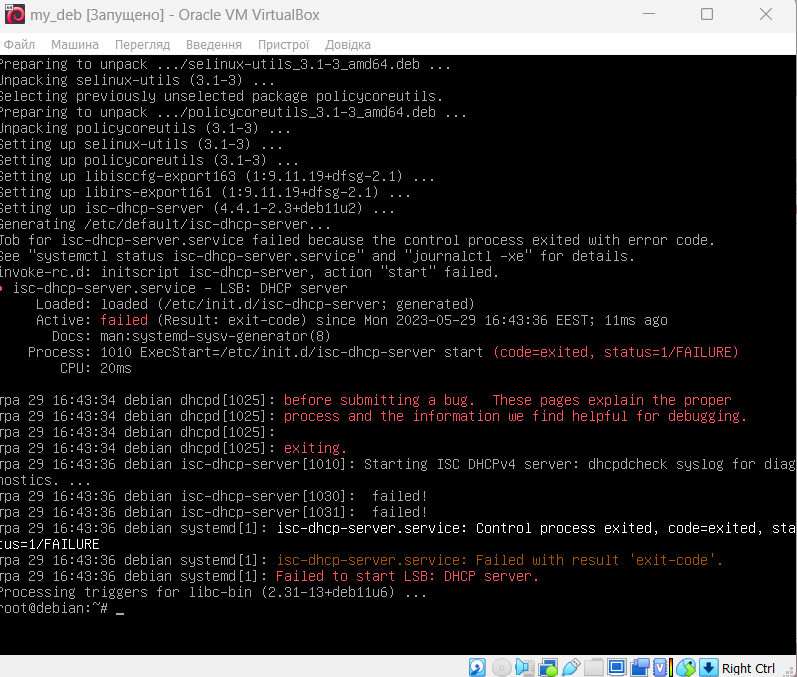 my_deb [Запущено] - Oracle VM VirtualBox
Файл Машина Перегляд Введення Пристрої Довідка
Preparing to unpack .../selinux-utils_3.1-3_amd64.deb ...
Unpacking selinux-utils (3.1-3) ...
Selecting previously unselected package policycoreutils.
Preparing to unpack .../policycoreutils_3.1-3_amd64.deb ...
Unpacking policycoreutils (3.1-3) ...
Setting up selinux-utils (3.1-3) ...
Setting up policycoreutils (3.1-3) ...
Setting up libisccfg-export163 (1:9.11.19+dfsg-2.1) ...
Setting up libirs-export161 (1:9.11.19+dfsg-2.1) ...
Setting up isc-dhcp-server (4.4.1-2.3+deb11u2) ...
Generating /etc/default/isc-dhcp-server...
Job for isc-dhcp-server.service failed because the control process exited with error code.
See "systemctl status isc-dhcp-server.service" and "journalctl -xe" for details.
invoke-rc.d: initscript isc-dhcp-server, action "start" failed.
● isc-dhcp-server.service - LSB: DHCP server
Loaded: loaded (/etc/init.d/isc-dhcp-server; generated)
Active: failed (Result: exit-code) since Mon 2023-05-29 16:43:36 EEST; 11ms ago
Docs: man:systemd-sysv-generator(8)
Process: 1010 ExecStart=/etc/init.d/isc-dhcp-server start (code=exited, status=1/FAILURE)
CPU: 20ms
тра 29 16:43:34 debian dhcpd[1025]: before submitting a bug.  These pages explain the proper
тра 29 16:43:34 debian dhcpd[1025]: process and the information we find helpful for debugging.
тра 29 16:43:34 debian dhcpd[1025]:
тра 29 16:43:34 debian dhcpd[1025]: exiting.
тра 29 16:43:36 debian isc-dhcp-server[1010]: Starting ISC DHCPv4 server: dhcpdcheck syslog for diag
nostics. ...
тра 29 16:43:36 debian isc-dhcp-server[1030]:  failed!
тра 29 16:43:36 debian isc-dhcp-server[1031]:  failed!
тра 29 16:43:36 debian systemd[1]: isc-dhcp-server.service: Control process exited, code=exited, sta
tus=1/FAILURE
тра 29 16:43:36 debian systemd[1]: isc-dhcp-server.service: Failed with result 'exit-code'.
тра 29 16:43:36 debian systemd[1]: Failed to start LSB: DHCP server.
Processing triggers for libc-bin (2.31-13+deb11u6) ...
root@debian:~# _
Right Ctrl